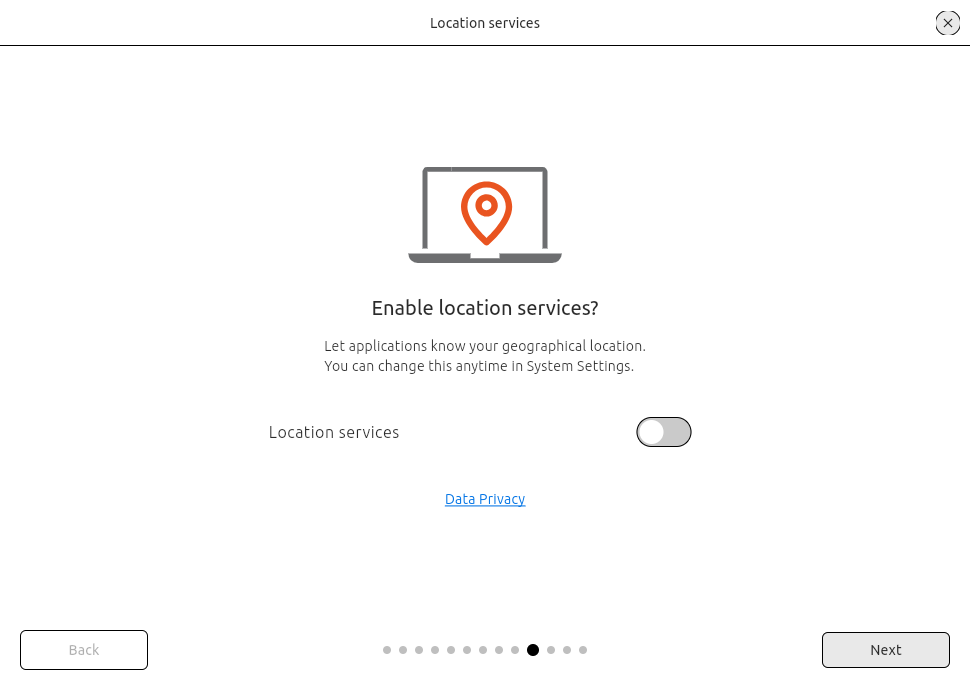 Location services
Enable location services?
Let applications know your geographical location.
You can change this anytime in System Settings.
Location services
Data Privacy
Back
Next